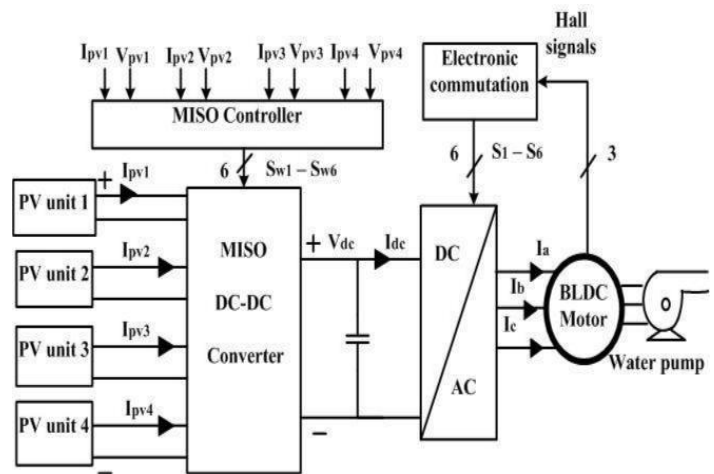 Hall
signals
Ipv1 Vpv1 Ipv2 Vpv2 Ipv3 Vpv3 Ipv4 Vpv4
Electronic
commutation
MISO Controller
6 Sw1 – Sw6
6 S1 – S6
3
+ Ipv1
PV unit 1
Ipv2
PV unit 2
Ipv3
PV unit 3
Ipv4
PV unit 4
–
MISO
DC-DC
Converter
+ Vdc Idc
–
DC
AC
Ia
Ib
Ic
BLDC
Motor
Water pump